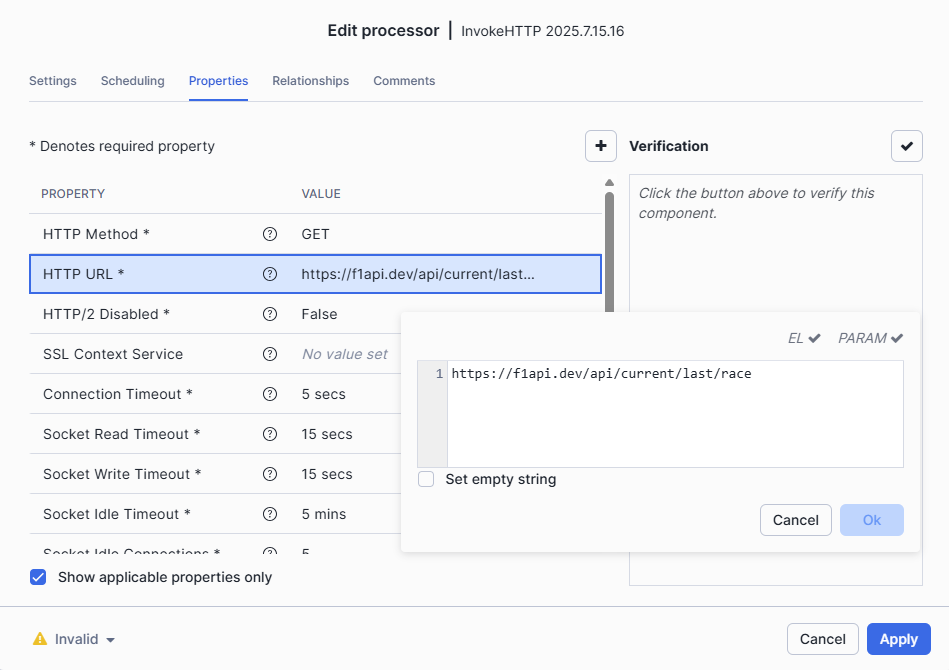 Edit processor | InvokeHTTP 2025.7.15.16
Settings Scheduling Properties Relationships Comments
* Denotes required property
Verification
PROPERTY VALUE
Click the button above to verify this
component.
HTTP Method * GET
HTTP URL * https://f1api.dev/api/current/last...
HTTP/2 Disabled * False
SSL Context Service No value set
Connection Timeout * 5 secs
Socket Read Timeout * 15 secs
Socket Write Timeout * 15 secs
Socket Idle Timeout * 5 mins
Socket Idle Connections * 5
EL PARAM
1 https://f1api.dev/api/current/last/race
Set empty string
Cancel Ok
Show applicable properties only
Invalid
Cancel Apply